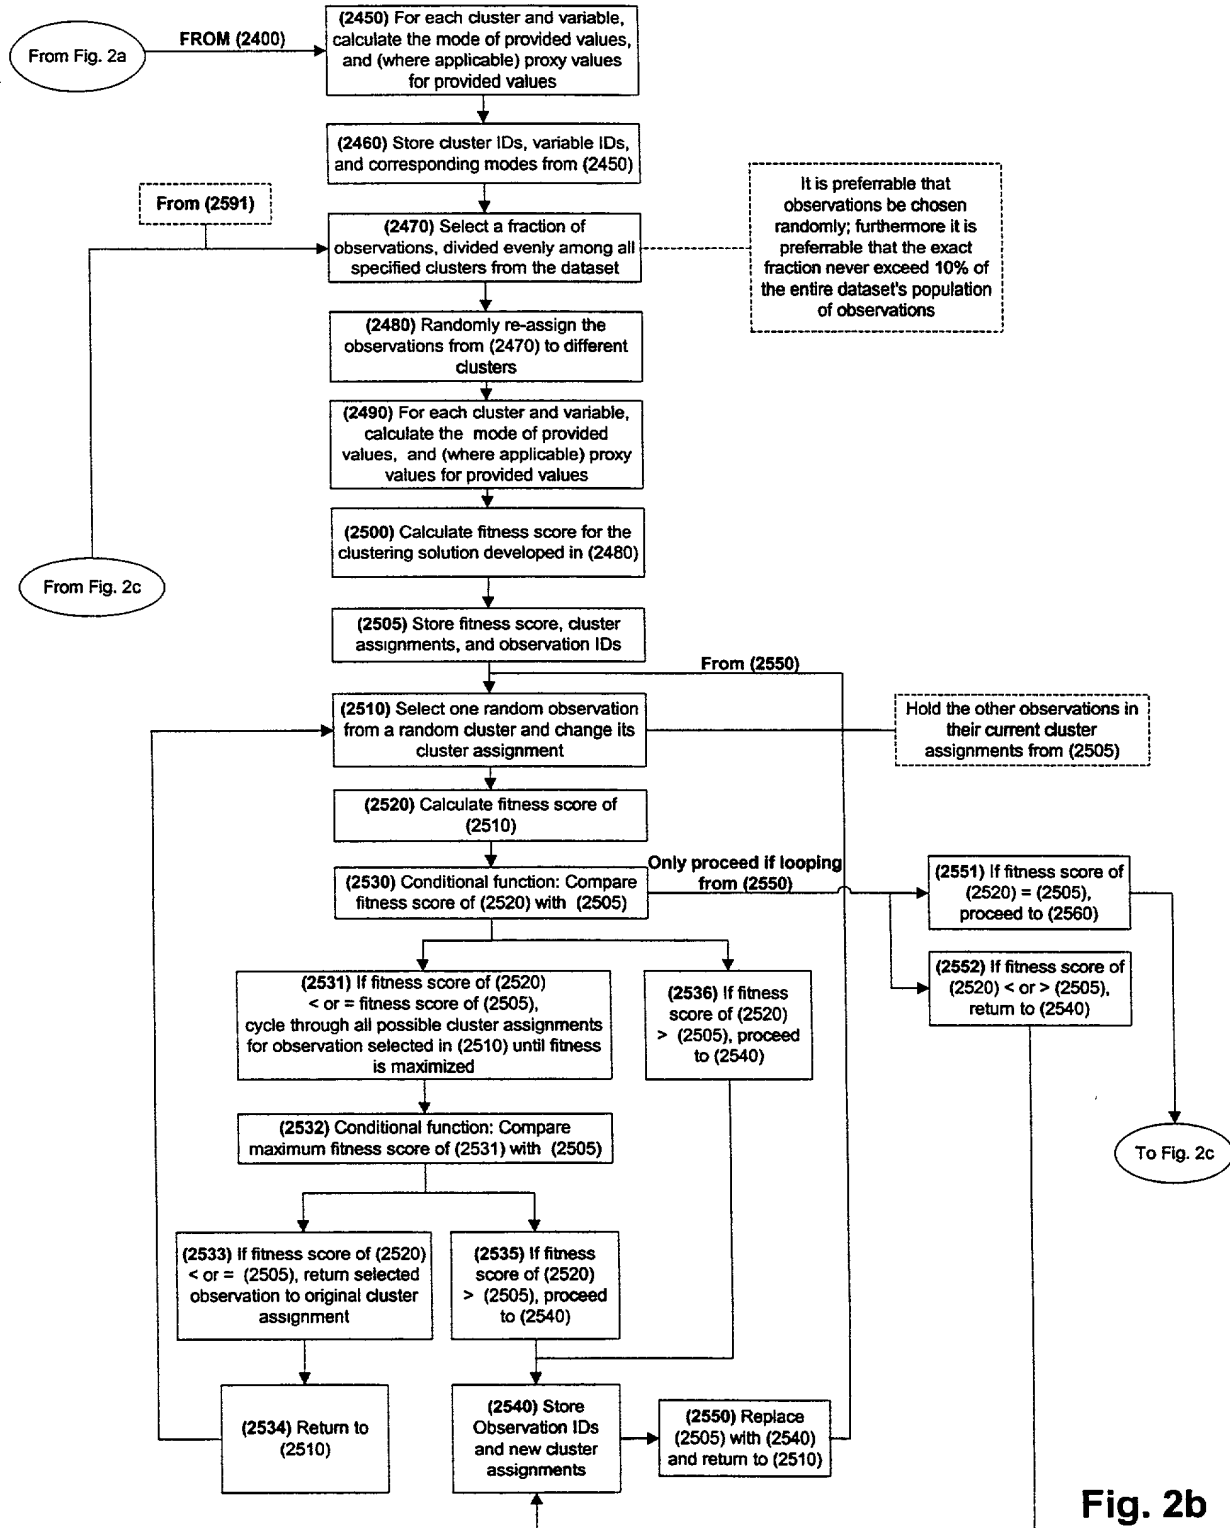 (2450) For each cluster and variable,
calculate the mode of provided values,
and (where applicable) proxy values
for provided values
FROM (2400)
From Fig. 2a
(2460) Store cluster IDs, variable IDs,
and corresponding modes from (2450)
From (2591)
(2470) Select a fraction of
observations, divided evenly among all
specified clusters from the dataset
It is preferrable that
observations be chosen
randomly; furthermore it is
preferrable that the exact
fraction never exceed 10% of
the entire dataset's population
of observations
(2480) Randomly re-assign the
observations from (2470) to different
clusters
(2490) For each cluster and variable,
calculate the mode of provided
values, and (where applicable) proxy
values for provided values
(2500) Calculate fitness score for the
clustering solution developed in (2480)
From Fig. 2c
(2505) Store fitness score, cluster
assignments, and observation IDs
From (2550)
(2510) Select one random observation
from a random cluster and change its
cluster assignment
Hold the other observations in
their current cluster
assignments from (2505)
(2520) Calculate fitness score of
(2510)
Only proceed if looping
from (2550)
(2530) Conditional function: Compare
fitness score of (2520) with (2505)
(2551) If fitness score of
(2520) = (2505),
proceed to (2560)
(2552) If fitness score of
(2520) < or > (2505),
return to (2540)
(2531) If fitness score of (2520)
< or = fitness score of (2505),
cycle through all possible cluster assignments
for observation selected in (2510) until fitness
is maximized
(2536) If fitness
score of (2520)
> (2505), proceed
to (2540)
(2532) Conditional function: Compare
maximum fitness score of (2531) with (2505)
To Fig. 2c
(2533) If fitness score of (2520)
< or = (2505), return selected
observation to original cluster
assignment
(2535) If fitness
score of (2520)
> (2505), proceed
to (2540)
(2534) Return to
(2510)
(2540) Store
Observation IDs
and new cluster
assignments
(2550) Replace
(2505) with (2540)
and return to (2510)
Fig. 2b